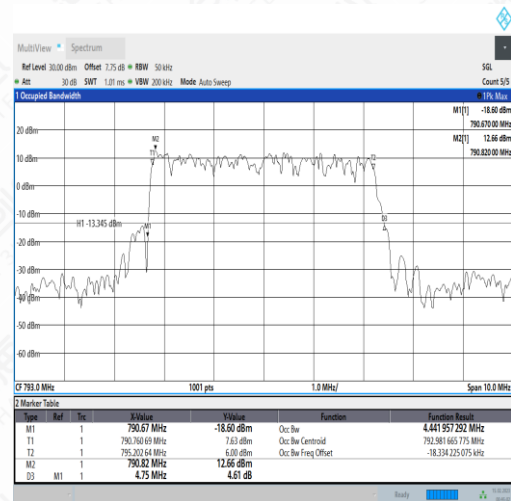 MultiView Spectrum
Ref Level 30.00 dBm Offset 7.75 dB RBW 50 kHz SGL
Att 30 dB SWT 1.01 ms VBW 200 kHz Mode Auto Sweep Count 5/5
1 Occupied Bandwidth 1Pk Max
M1[1] -18.60 dBm
790.670 00 MHz
M2[1] 12.66 dBm
790.820 00 MHz
20 dBm
M2
T1
T2
10 dBm
0 dBm
-10 dBm
H1 -13.345 dBm
M1
D3
-20 dBm
-30 dBm
-40 dBm
-50 dBm
-60 dBm
CF 793.0 MHz 1001 pts 1.0 MHz/ Span 10.0 MHz
2 Marker Table
Type Ref Trc X-Value Y-Value Function Function Result
M1 1 790.67 MHz -18.60 dBm Occ Bw 4.441 957 292 MHz
T1 1 790.760 69 MHz 7.63 dBm Occ Bw Centroid 792.981 665 775 MHz
T2 1 795.202 64 MHz 6.00 dBm Occ Bw Freq Offset -18.334 225 075 kHz
M2 1 790.82 MHz 12.66 dBm
D3 M1 1 4.75 MHz 4.61 dB
Ready